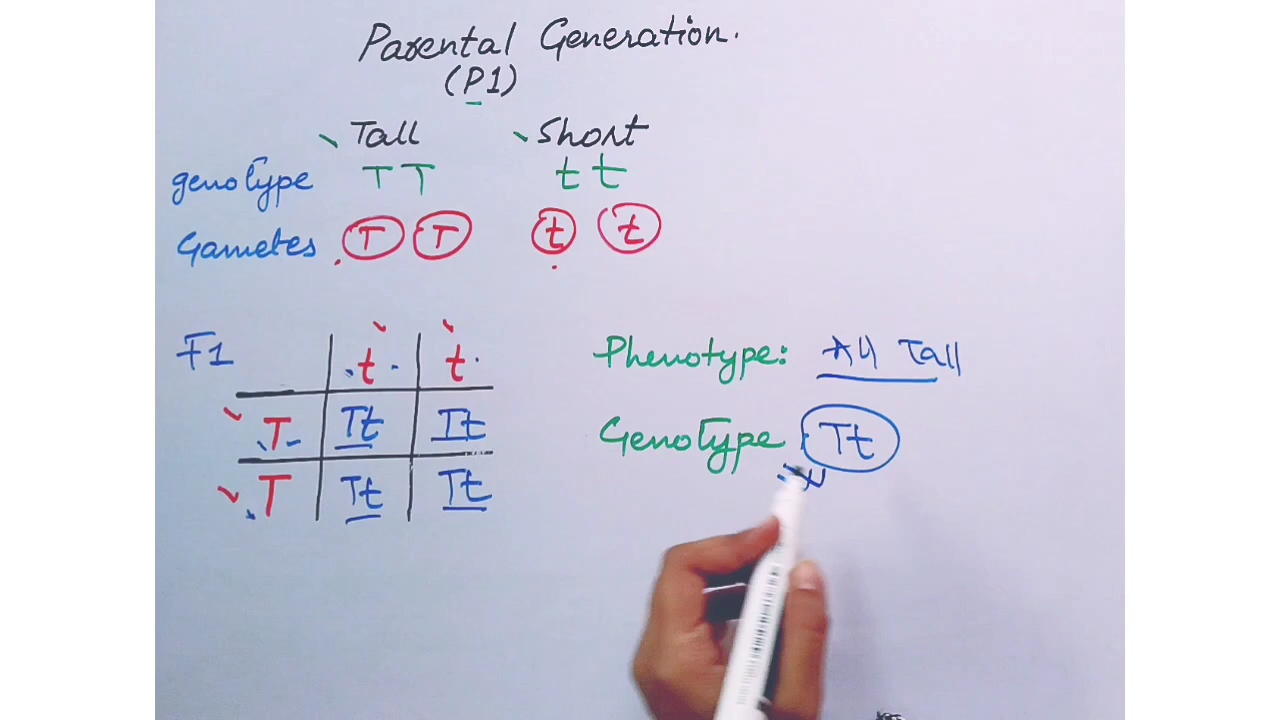 Parental Generation.
(P1)
Tall Short
genotype TT tt
Gametes T T t t
F1 t t
T Tt Tt
T Tt Tt
Phenotype: All Tall
Genotype : Tt